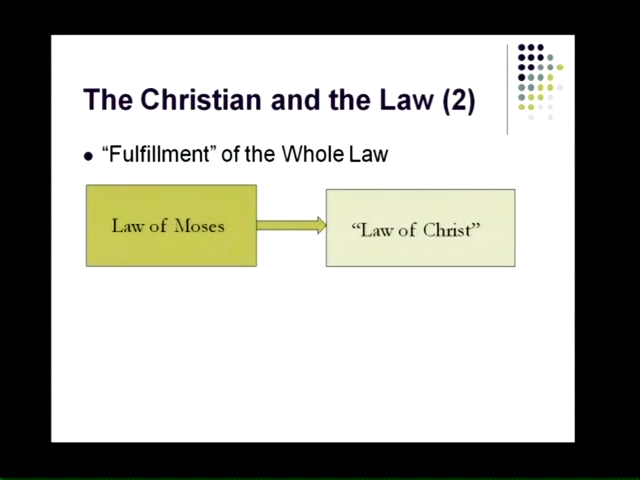 The Christian and the Law (2)
“Fulfillment” of the Whole Law
Law of Moses
“Law of Christ”